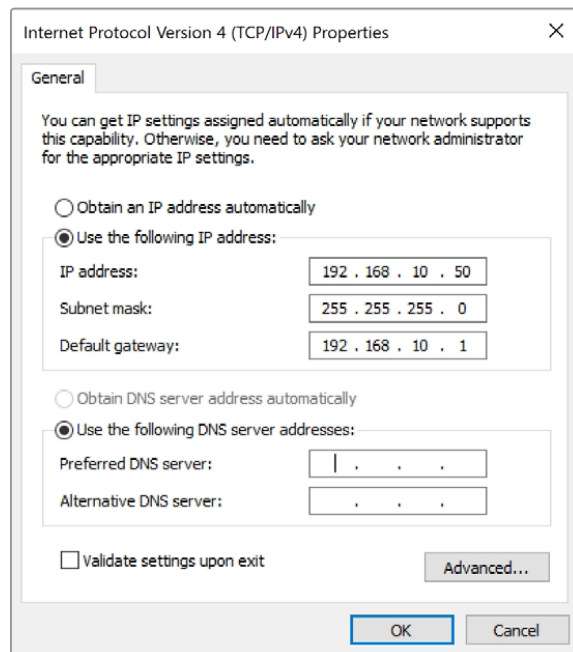 Internet Protocol Version 4 (TCP/IPv4) Properties
General
You can get IP settings assigned automatically if your network supports
this capability. Otherwise, you need to ask your network administrator
for the appropriate IP settings.
Obtain an IP address automatically
Use the following IP address:
IP address: 192 . 168 . 10 . 50
Subnet mask: 255 . 255 . 255 . 0
Default gateway: 192 . 168 . 10 . 1
Obtain DNS server address automatically
Use the following DNS server addresses:
Preferred DNS server: . . .
Alternative DNS server: . . .
Validate settings upon exit
Advanced...
OK Cancel